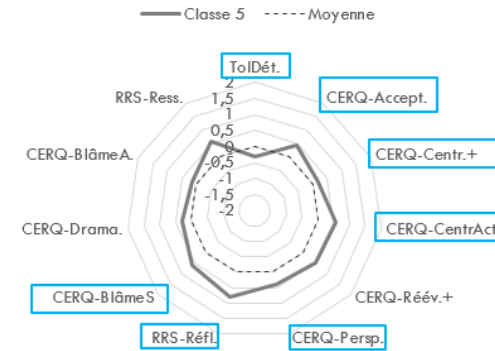 Classe 5
Moyenne
TolDét.
CERQ-Accept.
CERQ-Centr.+
CERQ-CentrAct
CERQ-Réév.+
CERQ-Persp.
RRS-Réfl.
CERQ-BlâmeS
CERQ-Drama.
CERQ-BlâmeA.
RRS-Ress.
2
1,5
1
0,5
0
-0,5
-1
-1,5
-2